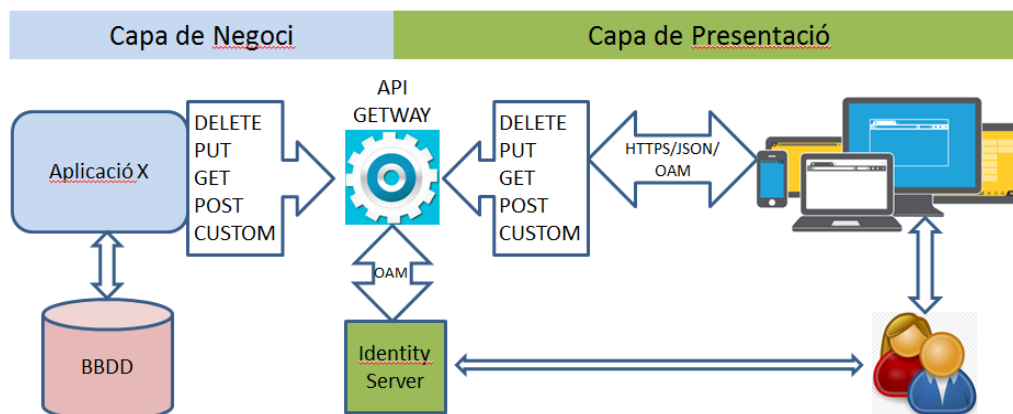 Capa de Negoci
Capa de Presentació
API
GETWAY
DELETE
PUT
GET
POST
CUSTOM
DELETE
PUT
GET
POST
CUSTOM
HTTPS/JSON/
OAM
Aplicació X
OAM
BBDD
Identity
Server